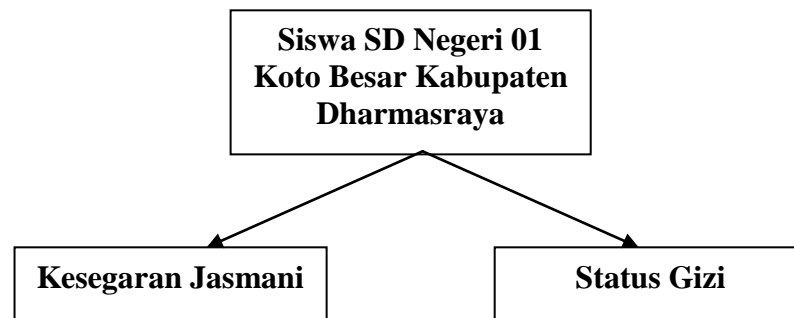 Siswa SD Negeri 01
Koto Besar Kabupaten
Dharmasraya
Kesegaran Jasmani
Status Gizi